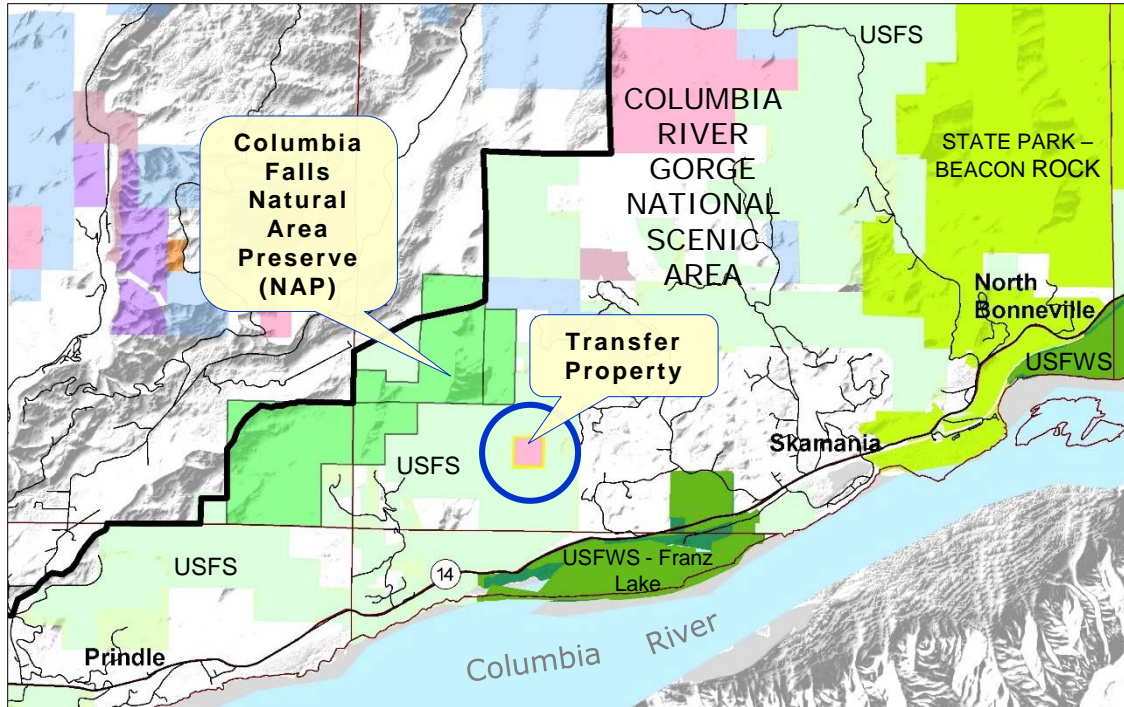 USFS
COLUMBIA
RIVER
GORGE
NATIONAL
SCENIC
AREA
STATE PARK –
BEACON ROCK
Columbia
Falls
Natural
Area
Preserve
(NAP)
North
Bonneville
USFWS
Transfer
Property
Skamania
USFS
USFWS - Franz
Lake
USFS
14
Prindle
Columbia River